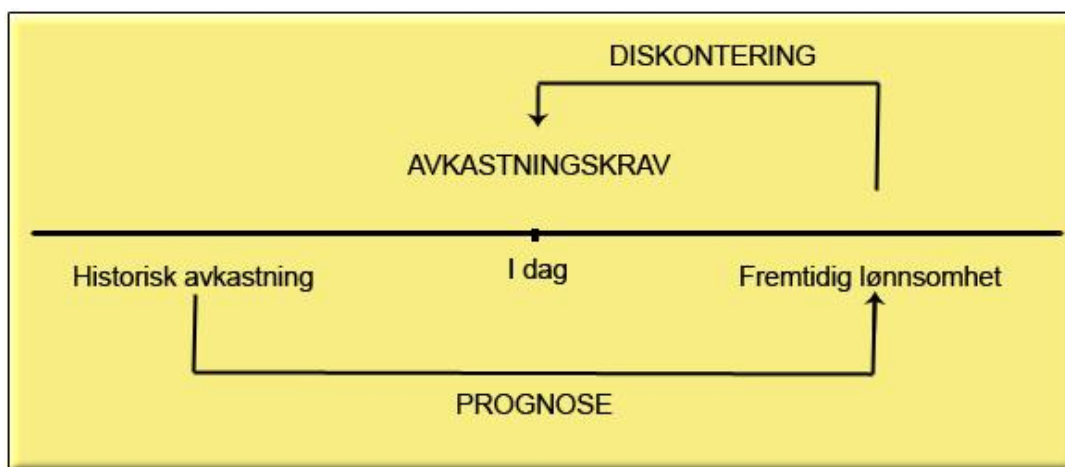 DISKONTERING
AVKASTNINGSKRAV
Historisk avkastning
I dag
Fremtidig lønnsomhet
PROGNOSE